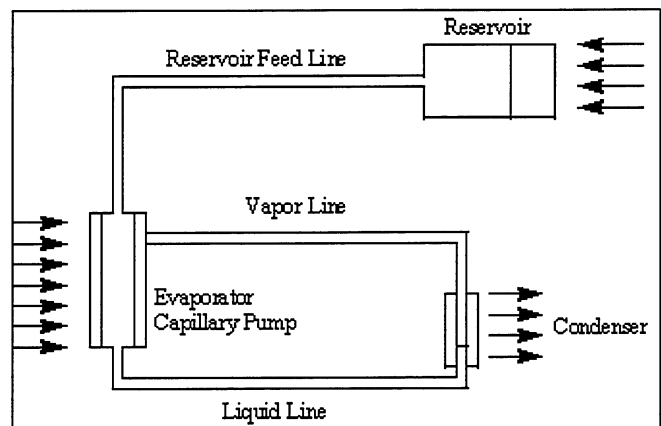 Reservoir
Reservoir Feed Line
Vapor Line
Evaporator
Capillary Pump
Condenser
Liquid Line